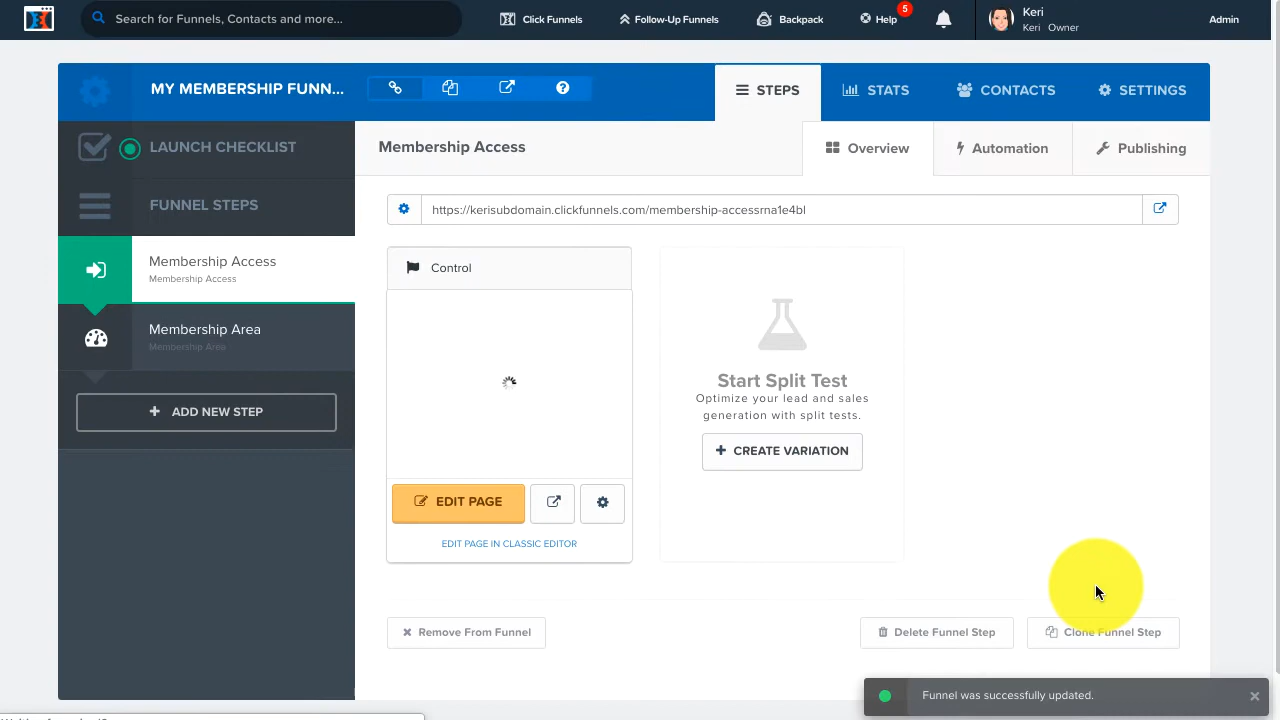 Search for Funnels, Contacts and more...
Click Funnels
Follow-Up Funnels
Backpack
Help
5
Keri
Keri Owner
Admin
MY MEMBERSHIP FUNN...
STEPS
STATS
CONTACTS
SETTINGS
LAUNCH CHECKLIST
Membership Access
Overview
Automation
Publishing
FUNNEL STEPS
https://kerisubdomain.clickfunnels.com/membership-accessrna1e4bl
Membership Access
Membership Access
Control
Membership Area
Membership Area
Start Split Test
Optimize your lead and sales
generation with split tests.
ADD NEW STEP
CREATE VARIATION
EDIT PAGE
EDIT PAGE IN CLASSIC EDITOR
Remove From Funnel
Delete Funnel Step
Clone Funnel Step
Funnel was successfully updated.